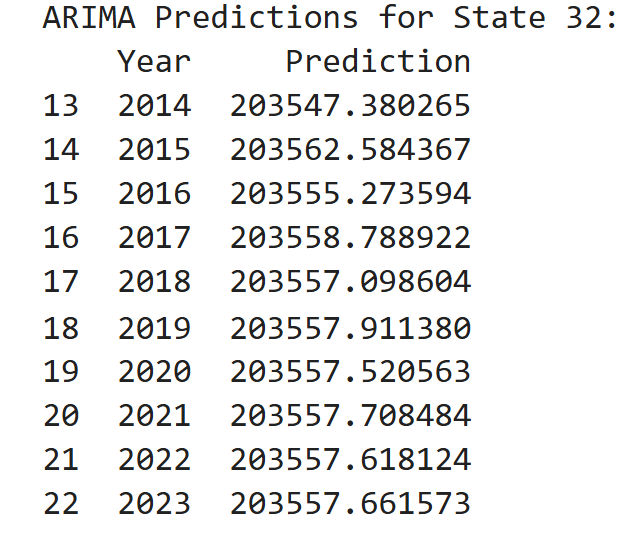 ARIMA Predictions for State 32:
Year Prediction
13 2014 203547.380265
14 2015 203562.584367
15 2016 203555.273594
16 2017 203558.788922
17 2018 203557.098604
18 2019 203557.911380
19 2020 203557.520563
20 2021 203557.708484
21 2022 203557.618124
22 2023 203557.661573